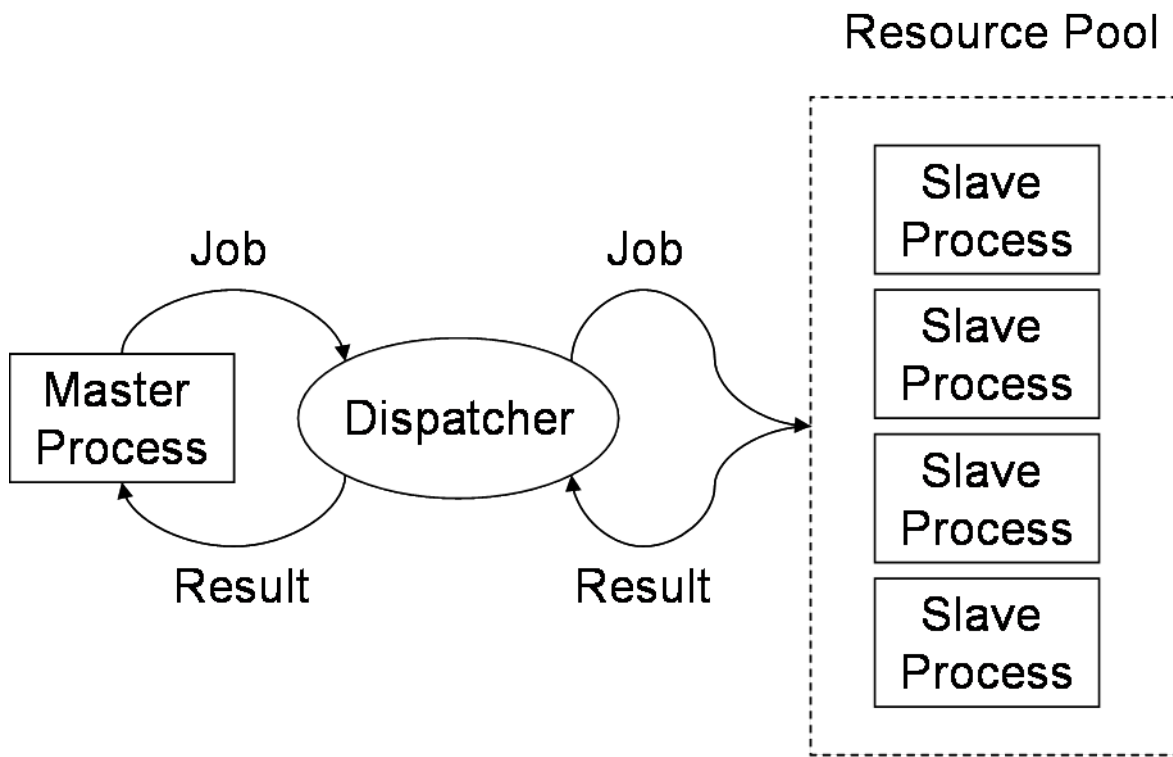 Resource Pool
Job
Job
Master
Process
Dispatcher
Result
Result
Slave
Process
Slave
Process
Slave
Process
Slave
Process